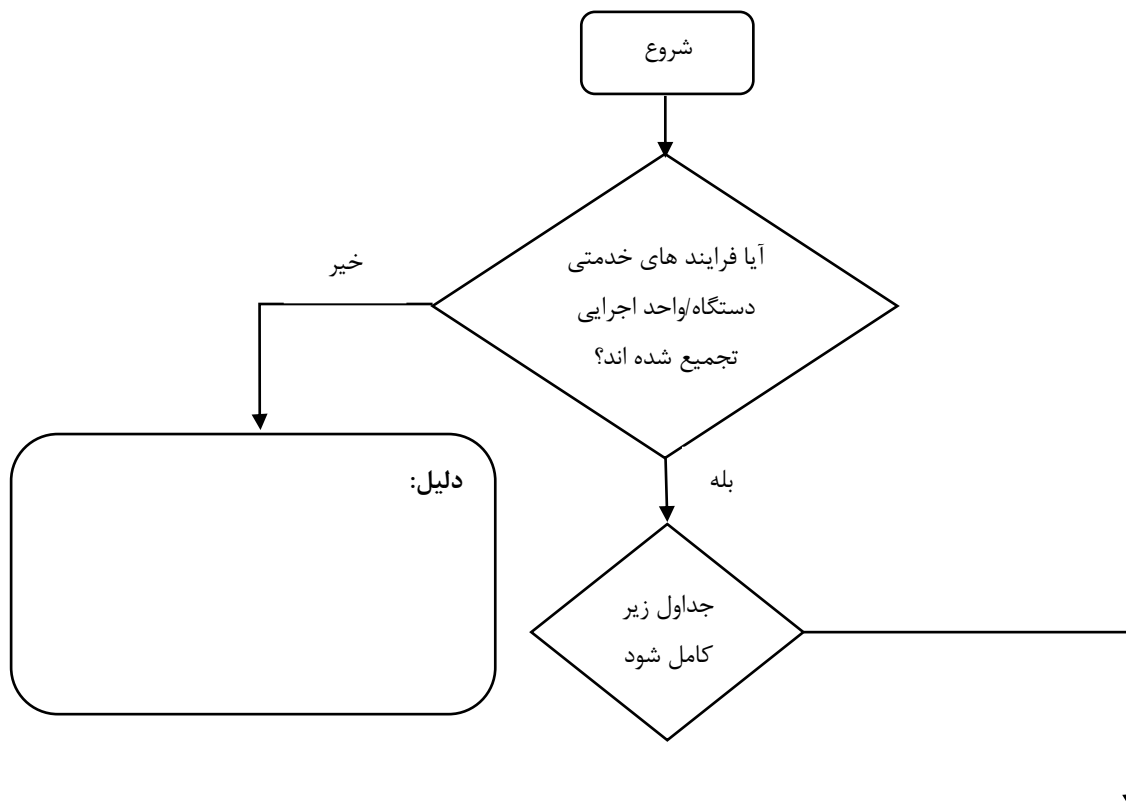 شروع
آیا فرایند های خدمتی
دستگاه/واحد اجرایی
تجمیع شده اند؟
خیر
بله
دلیل:
جداول زیر
کامل شود